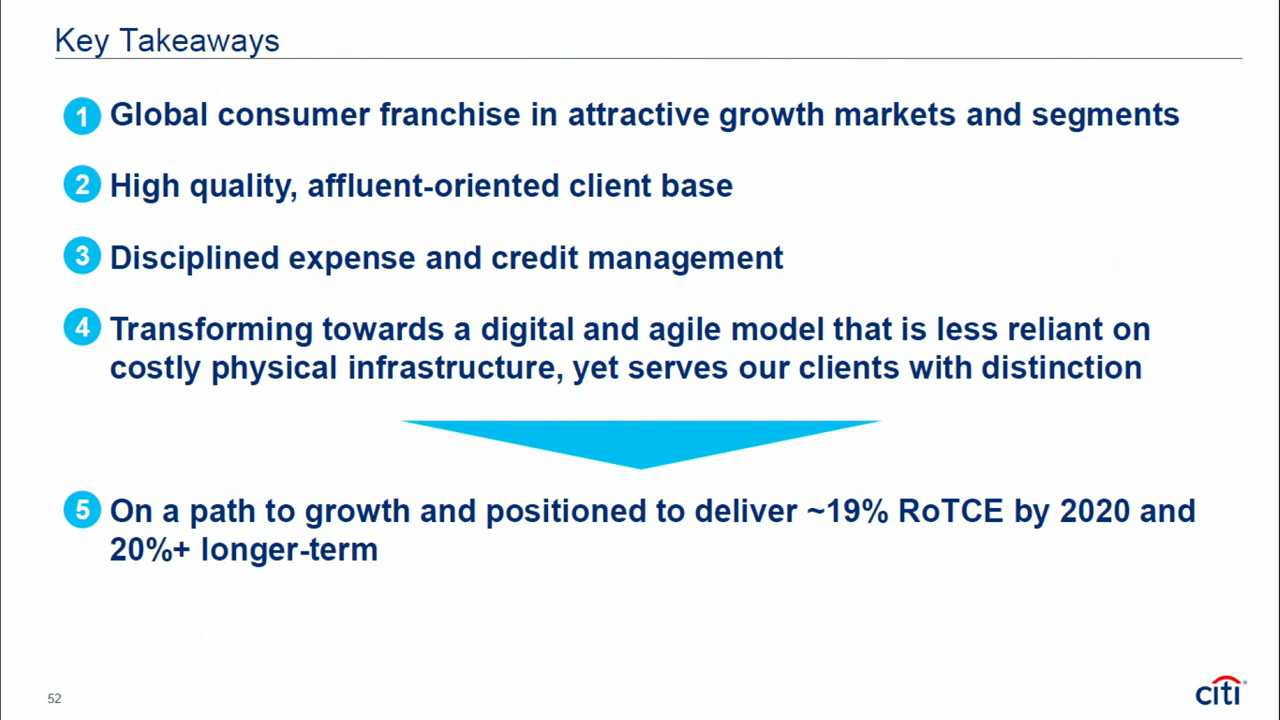 Key Takeaways
1 Global consumer franchise in attractive growth markets and segments
2 High quality, affluent-oriented client base
3 Disciplined expense and credit management
4 Transforming towards a digital and agile model that is less reliant on
costly physical infrastructure, yet serves our clients with distinction
5 On a path to growth and positioned to deliver ~19% RoTCE by 2020 and
20%+ longer-term
52
citi®